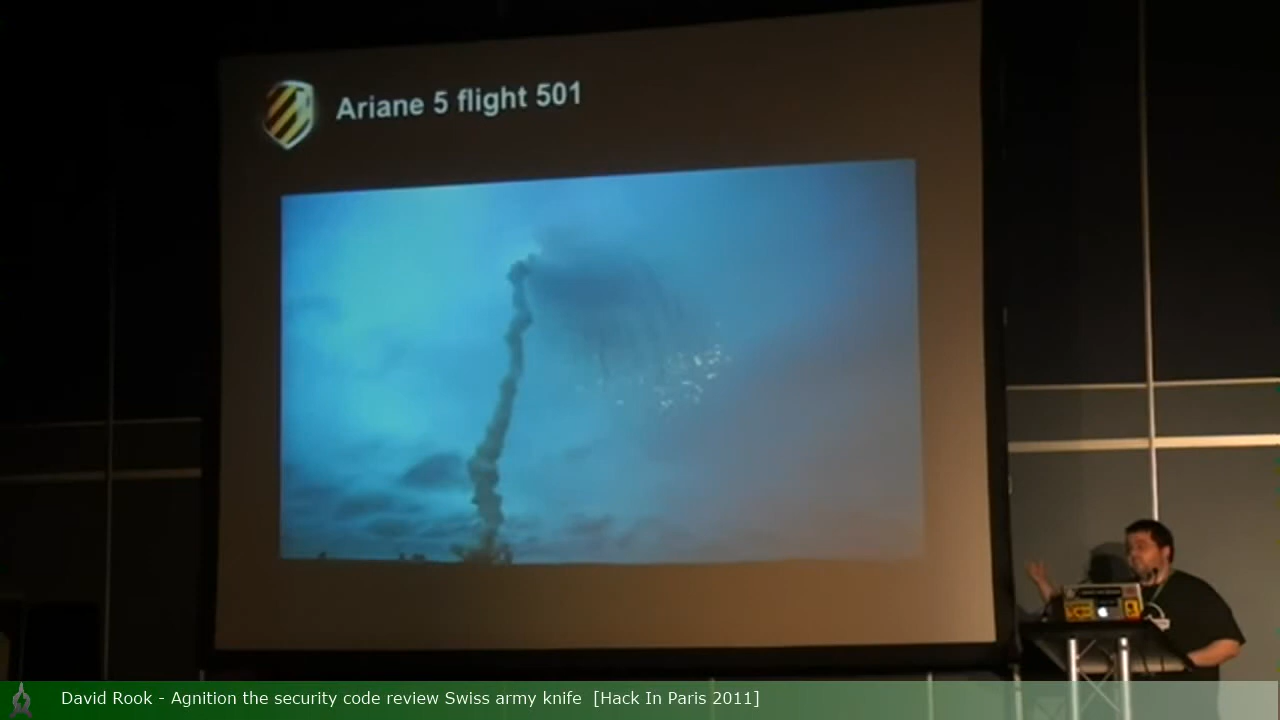 Ariane 5 flight 501
David Rook - Agnition the security code review Swiss army knife [Hack In Paris 2011]